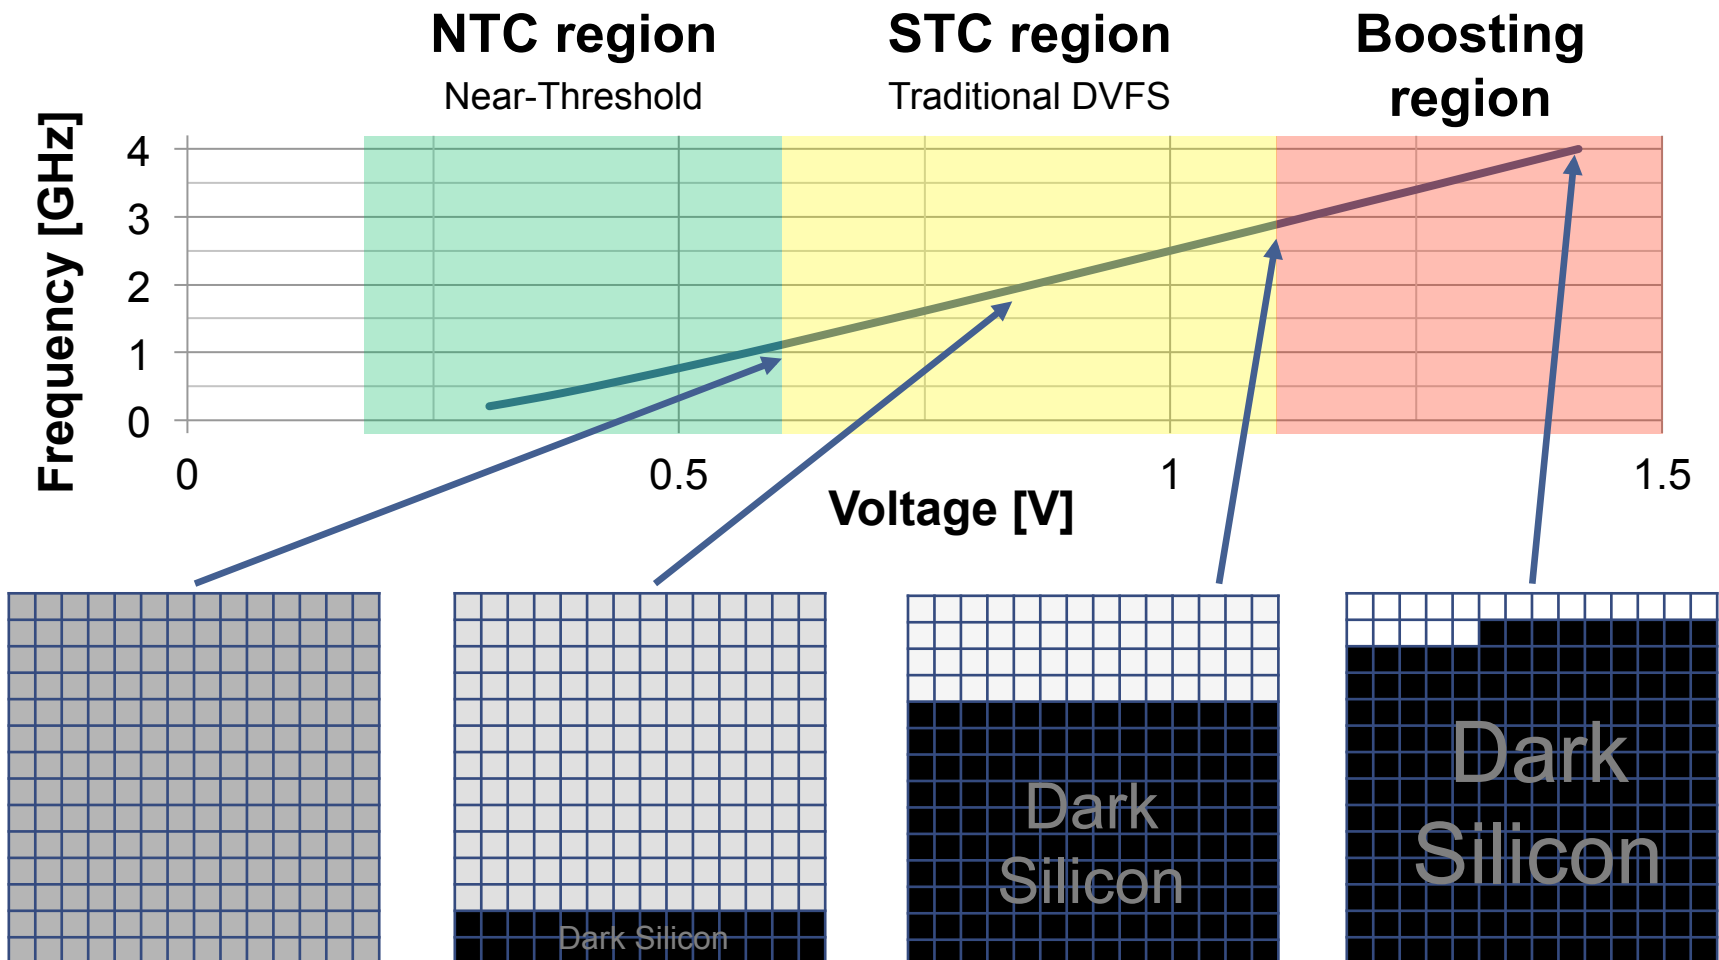 NTC region
Near-Threshold
STC region
Traditional DVFS
Boosting
region
Frequency [GHz]
4
3
2
1
0
0
0.5
1
1.5
Voltage [V]
Dark Silicon
Dark
Silicon
Dark
Silicon